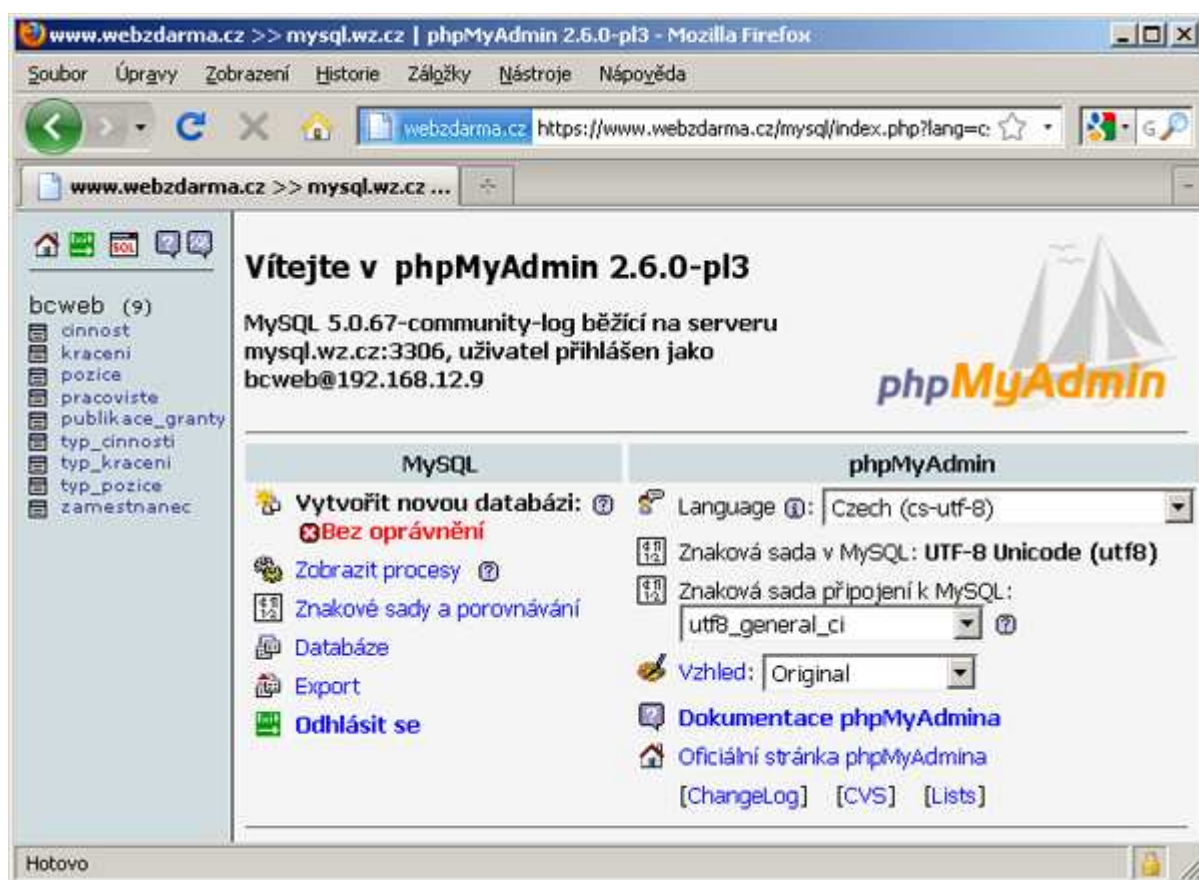 www.webzdarma.cz >> mysql.wz.cz | phpMyAdmin 2.6.0-pl3 - Mozilla Firefox
Soubor Úpravy Zobrazení Historie Záložky Nástroje Nápověda
webzdarma.cz https://www.webzdarma.cz/mysql/index.php?lang=c: G
www.webzdarma.cz >> mysql.wz.cz ...
SQL
bcweb (9)
cinnost
kraceni
pozice
pracoviste
publikace_granty
typ_cinnosti
typ_kraceni
typ_pozice
zamestnanec
Vítejte v phpMyAdmin 2.6.0-pl3
MySQL 5.0.67-community-log běžící na serveru
mysql.wz.cz:3306, uživatel přihlášen jako
bcweb@192.168.12.9
phpMyAdmin
MySQL
Vytvořit novou databázi:
Bez oprávnění
Zobrazit procesy
Znakové sady a porovnávání
Databáze
Export
Odhlásit se
phpMyAdmin
Language : Czech (cs-utf-8)
Znaková sada v MySQL: UTF-8 Unicode (utf8)
Znaková sada připojení k MySQL:
utf8_general_ci
Vzhled: Original
Dokumentace phpMyAdmina
Oficiální stránka phpMyAdmina
[ChangeLog] [CVS] [Lists]
Hotovo